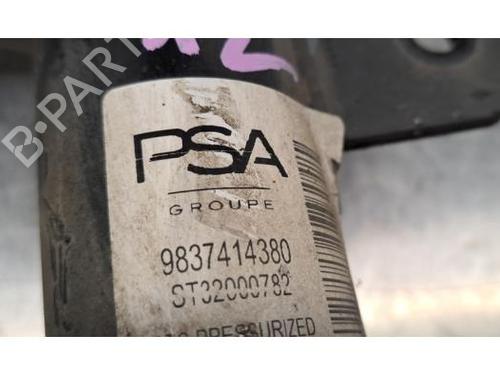 B-PARTS
PSA
GROUPE
9837414380
ST32000782
PRESSURIZED